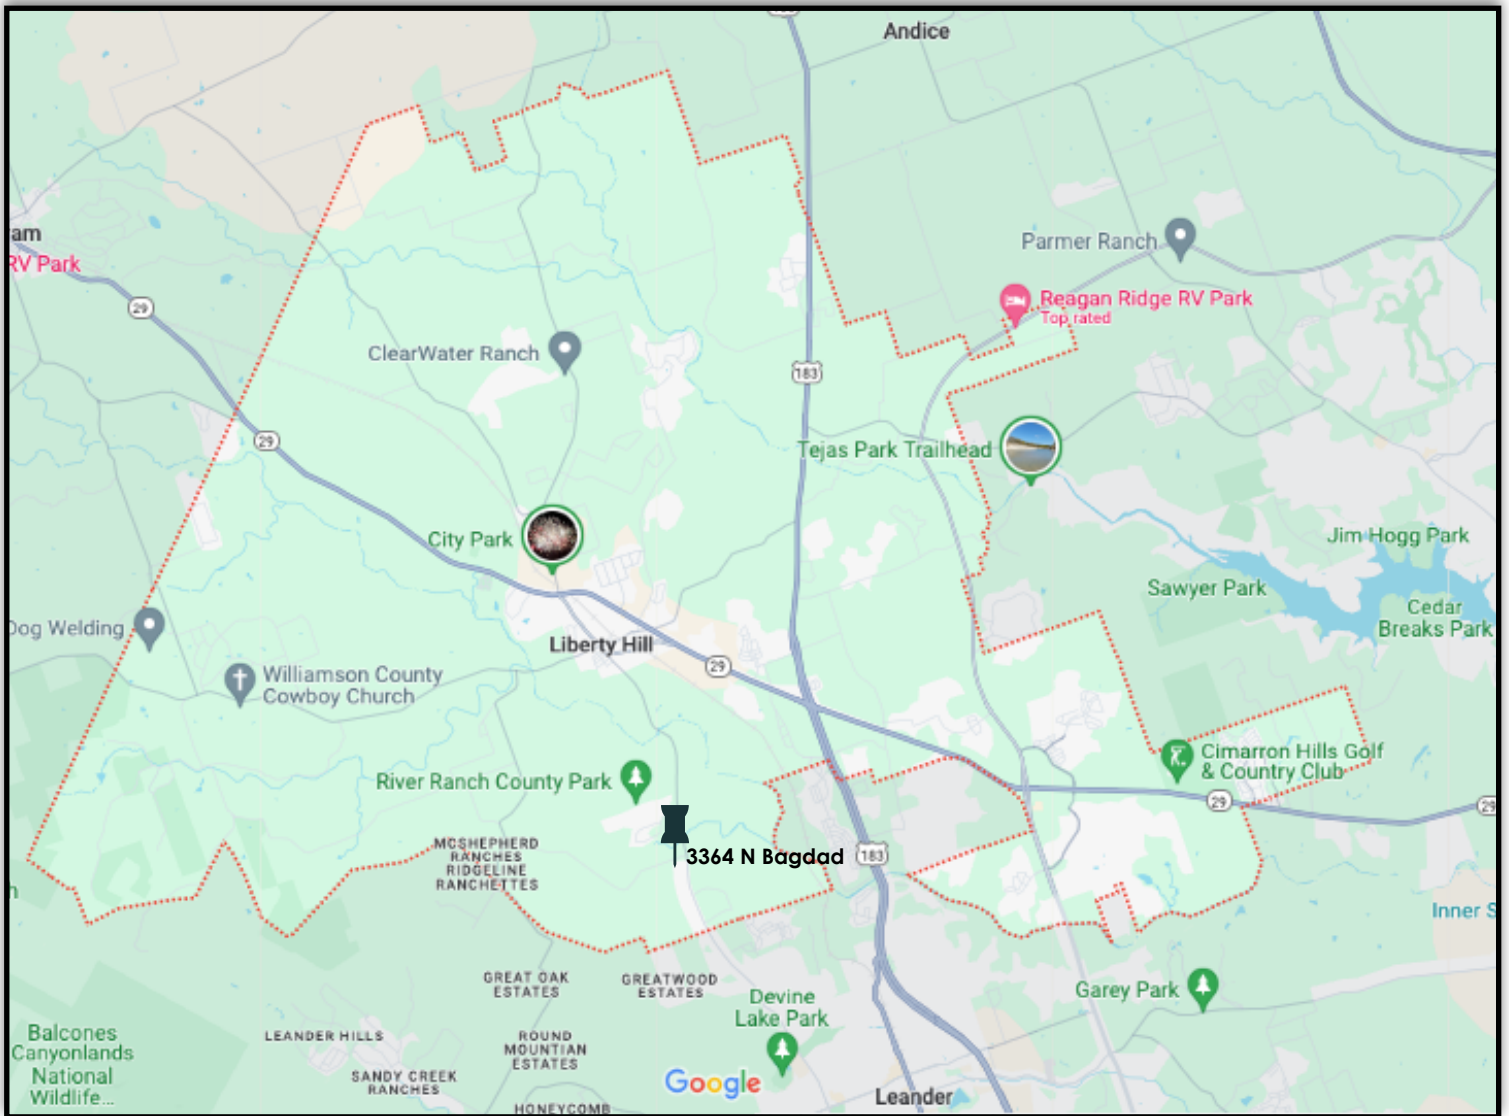 183
Andice
am
RV Park
Parmer Ranch
29
Reagan Ridge RV Park
Top rated
ClearWater Ranch
183
29
Tejas Park Trailhead
City Park
Jim Hogg Park
Sawyer Park
Cedar
Breaks Park
Dog Welding
Liberty Hill
29
Williamson County
Cowboy Church
Cimarron Hills Golf
& Country Club
River Ranch County Park
29
29
MCSHEPHERD
RANCHES
RIDGELINE
RANCHETTES
3364 N Bagdad
183
h
Inner S
GREAT OAK
ESTATES
GREATWOOD
ESTATES
Garey Park
Devine
Lake Park
Balcones
Canyonlands
National
Wildlife...
LEANDER HILLS
ROUND
MOUNTIAN
ESTATES
SANDY CREEK
RANCHES
Google
Leander
HONEYCOMB